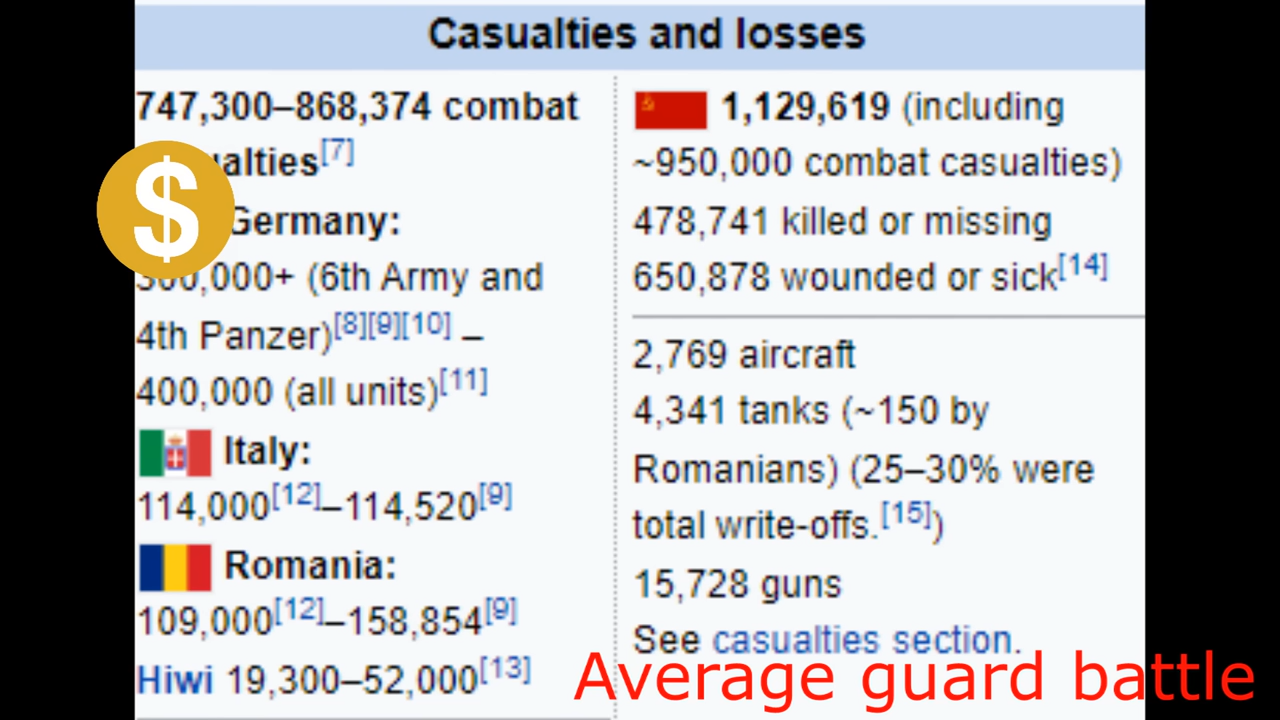 Casualties and losses
747,300–868,374 combat
alties[7]
Germany:
300,000+ (6th Army and
4th Panzer)[8][9][10] –
400,000 (all units)[11]
Italy:
114,000[12]–114,520[9]
Romania:
109,000[12]–158,854[9]
Hiwi 19,300–52,000[13]
1,129,619 (including
~950,000 combat casualties)
478,741 killed or missing
650,878 wounded or sick[14]
2,769 aircraft
4,341 tanks (~150 by
Romanians) (25–30% were
total write-offs.[15])
15,728 guns
See casualties section.
$
Average guard battle